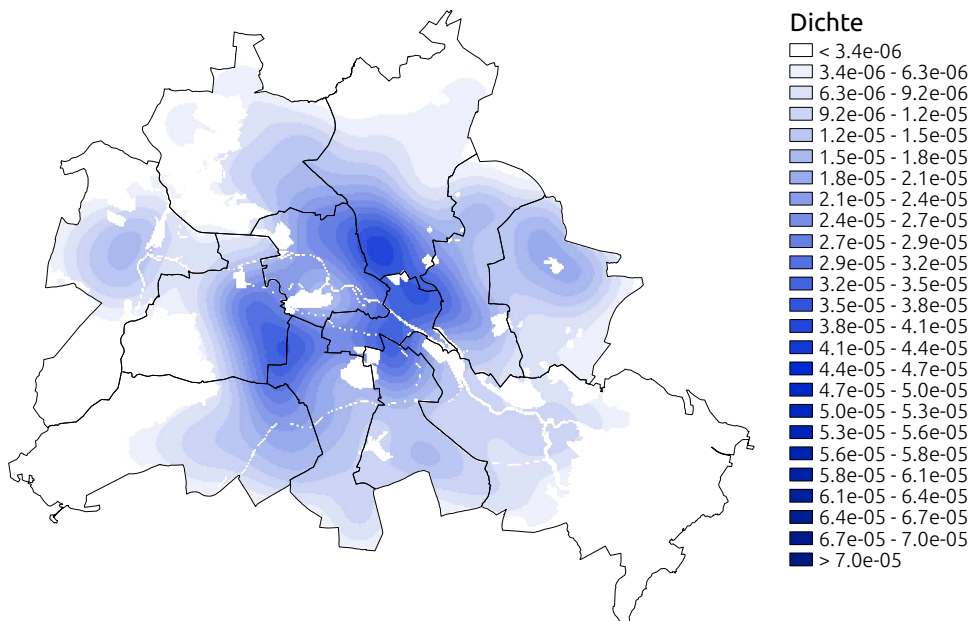 Dichte
< 3.4e-06
3.4e-06 - 6.3e-06
6.3e-06 - 9.2e-06
9.2e-06 - 1.2e-05
1.2e-05 - 1.5e-05
1.5e-05 - 1.8e-05
1.8e-05 - 2.1e-05
2.1e-05 - 2.4e-05
2.4e-05 - 2.7e-05
2.7e-05 - 2.9e-05
2.9e-05 - 3.2e-05
3.2e-05 - 3.5e-05
3.5e-05 - 3.8e-05
3.8e-05 - 4.1e-05
4.1e-05 - 4.4e-05
4.4e-05 - 4.7e-05
4.7e-05 - 5.0e-05
5.0e-05 - 5.3e-05
5.3e-05 - 5.6e-05
5.6e-05 - 5.8e-05
5.8e-05 - 6.1e-05
6.1e-05 - 6.4e-05
6.4e-05 - 6.7e-05
6.7e-05 - 7.0e-05
> 7.0e-05